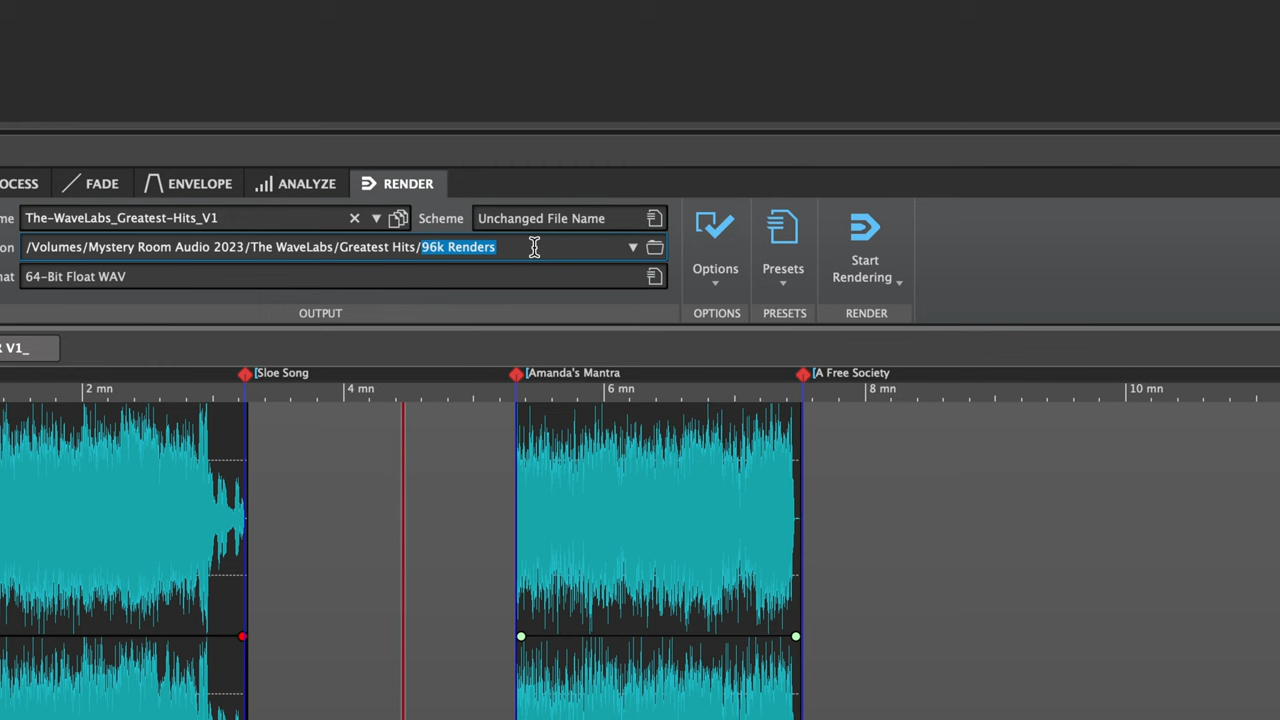 OCESS FADE ENVELOPE ANALYZE RENDER
me The-WaveLabs_Greatest-Hits_V1 Scheme Unchanged File Name
on /Volumes/Mystery Room Audio 2023/The WaveLabs/Greatest Hits/96k Renders
nat 64-Bit Float WAV
Options Presets Start
Rendering
OUTPUT OPTIONS PRESETS RENDER
R V1_
[Sloe Song [Amanda's Mantra [A Free Society
2 mn 4 mn 6 mn 8 mn 10 mn